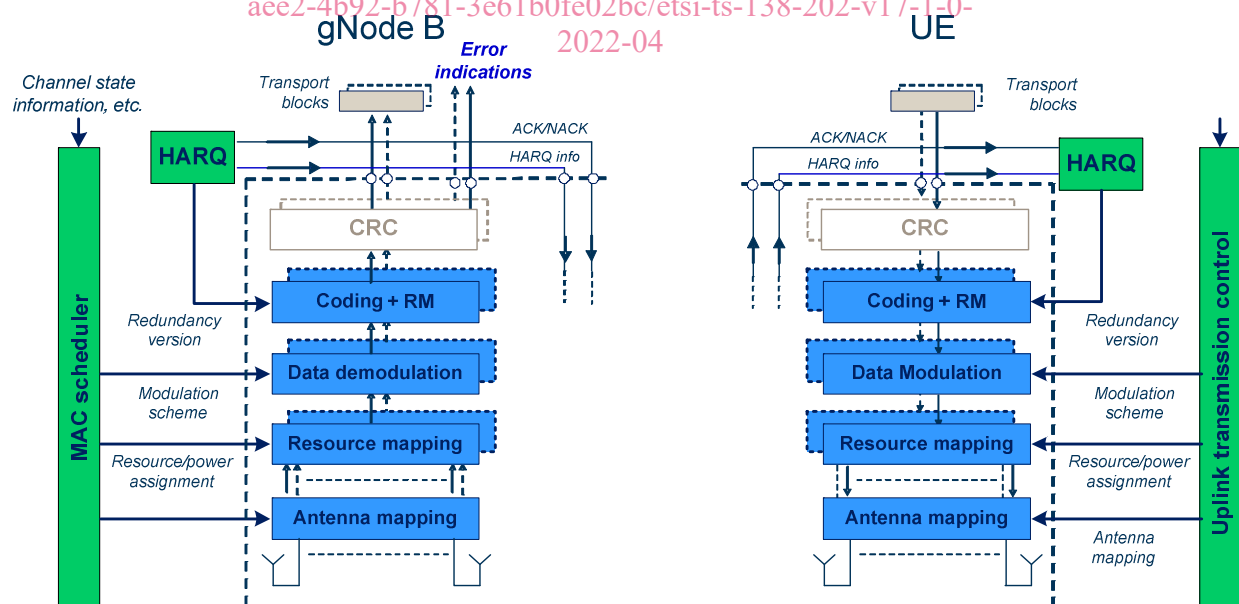 aee2-4b92-b781-3e61b0fe02bc/etsi-ts-138-202-v17-1-0-
2022-04
gNode B
UE
Error
indications
Channel state
information, etc.
Transport
blocks
Transport
blocks
HARQ
ACK/NACK
HARQ info
ACK/NACK
HARQ info
HARQ
CRC
CRC
MAC scheduler
Coding + RM
Coding + RM
Uplink transmission control
Redundancy
version
Redundancy
version
Data demodulation
Data Modulation
Modulation
scheme
Modulation
scheme
Resource mapping
Resource mapping
Resource/power
assignment
Resource/power
assignment
Antenna mapping
Antenna mapping
Antenna
mapping